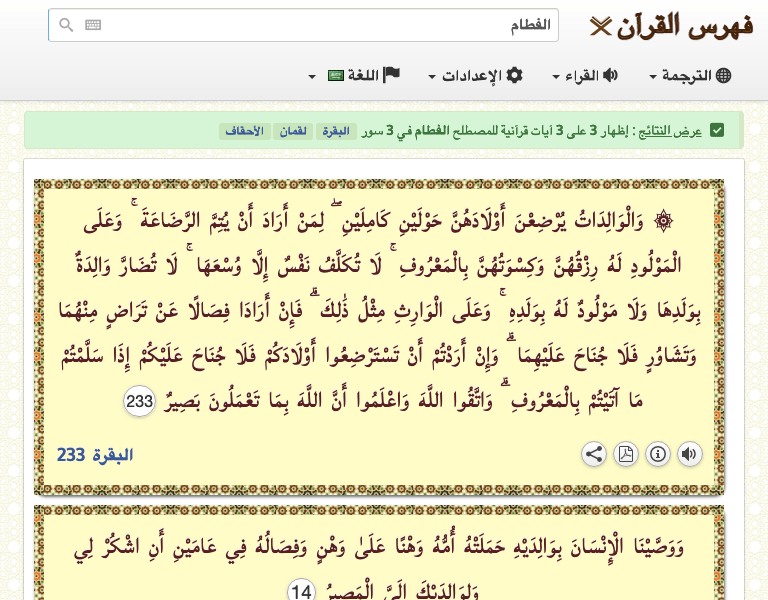 فهرس القرآن
الفطام
الترجمة
القراء
الإعدادات
اللغة
عرض النتائج : إظهار 3 على 3 آيات قرآنية للمصطلح الفطام في 3 سور البقرة لقمان الأحقاف
۞ وَالْوَالِدَاتُ يُرْضِعْنَ أَوْلَادَهُنَّ حَوْلَيْنِ كَامِلَيْنِ ۖ لِمَنْ أَرَادَ أَنْ يُتِمَّ الرَّضَاعَةَ ۚ وَعَلَى
الْمَوْلُودِ لَهُ رِزْقُهُنَّ وَكِسْوَتُهُنَّ بِالْمَعْرُوفِ ۚ لَا تُكَلَّفُ نَفْسٌ إِلَّا وُسْعَهَا ۚ لَا تُضَارَّ وَالِدَةٌ
بِوَلَدِهَا وَلَا مَوْلُودٌ لَهُ بِوَلَدِهِ ۚ وَعَلَى الْوَارِثِ مِثْلُ ذَٰلِكَ ۗ فَإِنْ أَرَادَا فِصَالًا عَنْ تَرَاضٍ مِنْهُمَا
وَتَشَاوُرٍ فَلَا جُنَاحَ عَلَيْهِمَا ۗ وَإِنْ أَرَدْتُمْ أَنْ تَسْتَرْضِعُوا أَوْلَادَكُمْ فَلَا جُنَاحَ عَلَيْكُمْ إِذَا سَلَّمْتُمْ
مَا آتَيْتُمْ بِالْمَعْرُوفِ ۗ وَاتَّقُوا اللَّهَ وَاعْلَمُوا أَنَّ اللَّهَ بِمَا تَعْمَلُونَ بَصِيرٌ 233
البقرة 233
وَوَصَّيْنَا الْإِنْسَانَ بِوَالِدَيْهِ حَمَلَتْهُ أُمُّهُ وَهْنًا عَلَىٰ وَهْنٍ وَفِصَالُهُ فِي عَامَيْنِ أَنِ اشْكُرْ لِي
وَلِوَالِدَيْكَ إِلَيَّ الْمَصِيرُ 14